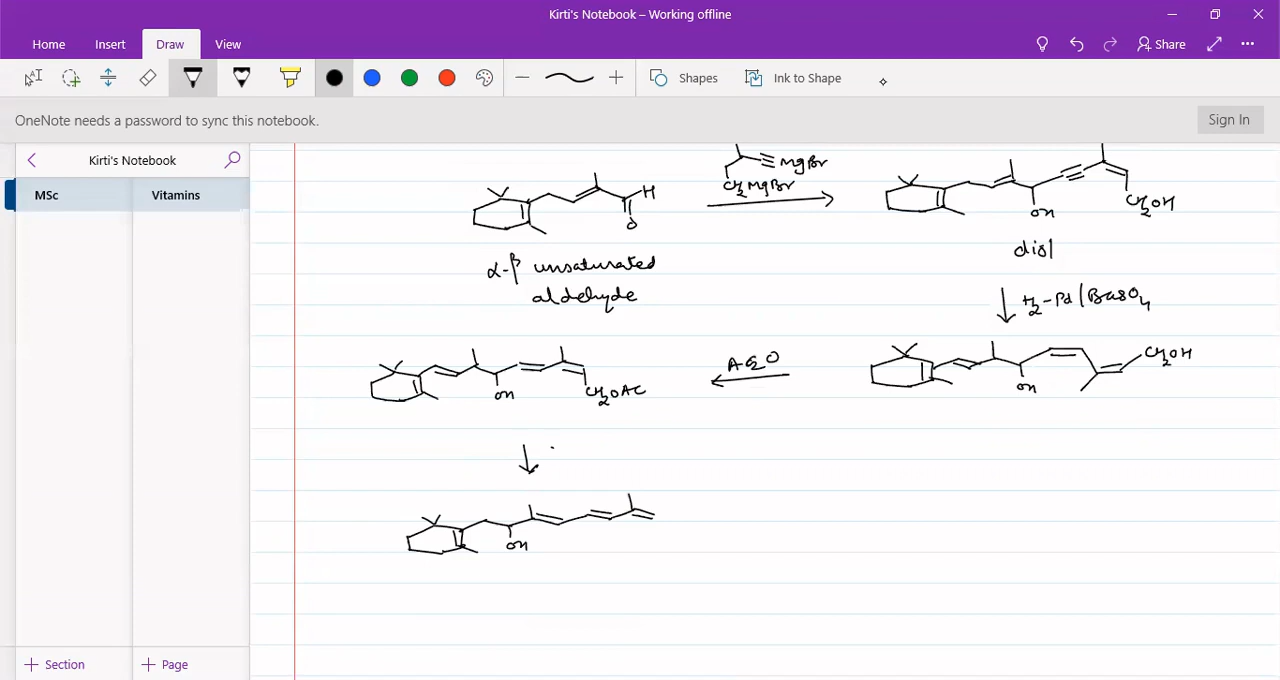 Kirti's Notebook – Working offline
Home Insert Draw View
Share
Shapes Ink to Shape
OneNote needs a password to sync this notebook.
Sign In
Kirti's Notebook
MSc
Vitamins
Section
Page
≡MgBr
CH2MgBr
H
O
α-β unsaturated
aldehyde
OH
CH2OH
diol
H2-Pd/BaSO4
CH2OH
OH
Ac2O
OH
CH2OAC
OH